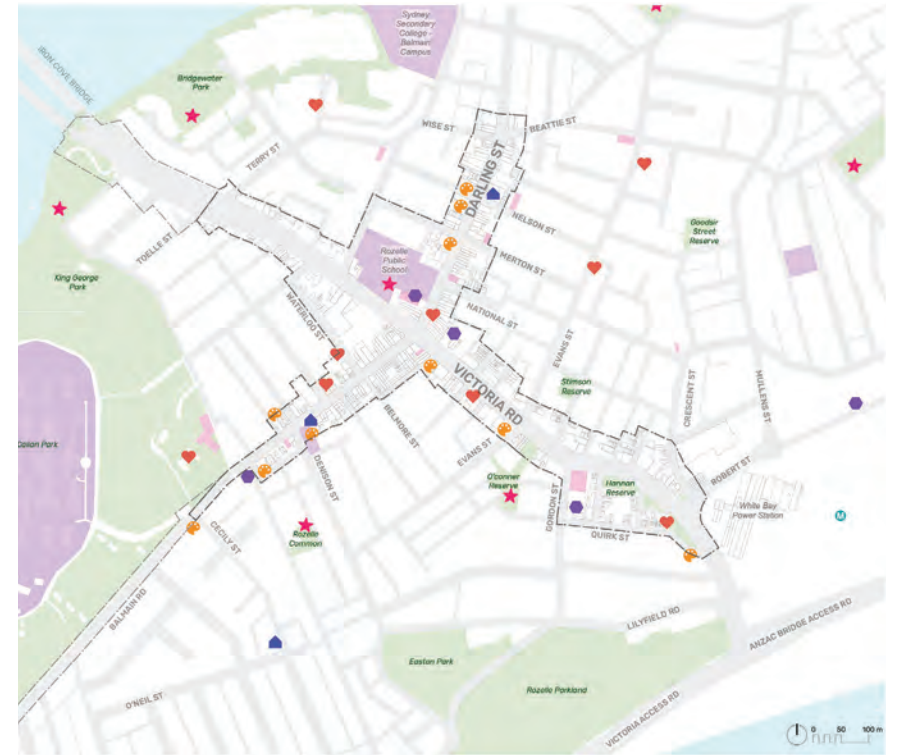 Sydney
Secondary
College -
Balmain
Campus
IRON COVE BRIDGE
Bridgewater
Park
WISE ST
BEATTIE ST
TERRY ST
DARLING ST
NELSON ST
Goodsir
Street
Reserve
TOELLE ST
Rozelle
Public
School
MERTON ST
King George
Park
WATERLOO ST
NATIONAL ST
EVANS ST
VICTORIA RD
Stimson
Reserve
CRESCENT ST
MULLENS ST
BELMORE ST
EVANS ST
ROBERT ST
DENISON ST
O'conner
Reserve
GORDON ST
Hannan
Reserve
White Bay
Power Station
M
CECILY ST
Rozelle
Common
QUIRK ST
BALMAIN RD
LILYFIELD RD
ANZAC BRIDGE ACCESS RD
Easton Park
Rozelle Parkland
O'NEIL ST
VICTORIA ACCESS RD
0 50 100 m